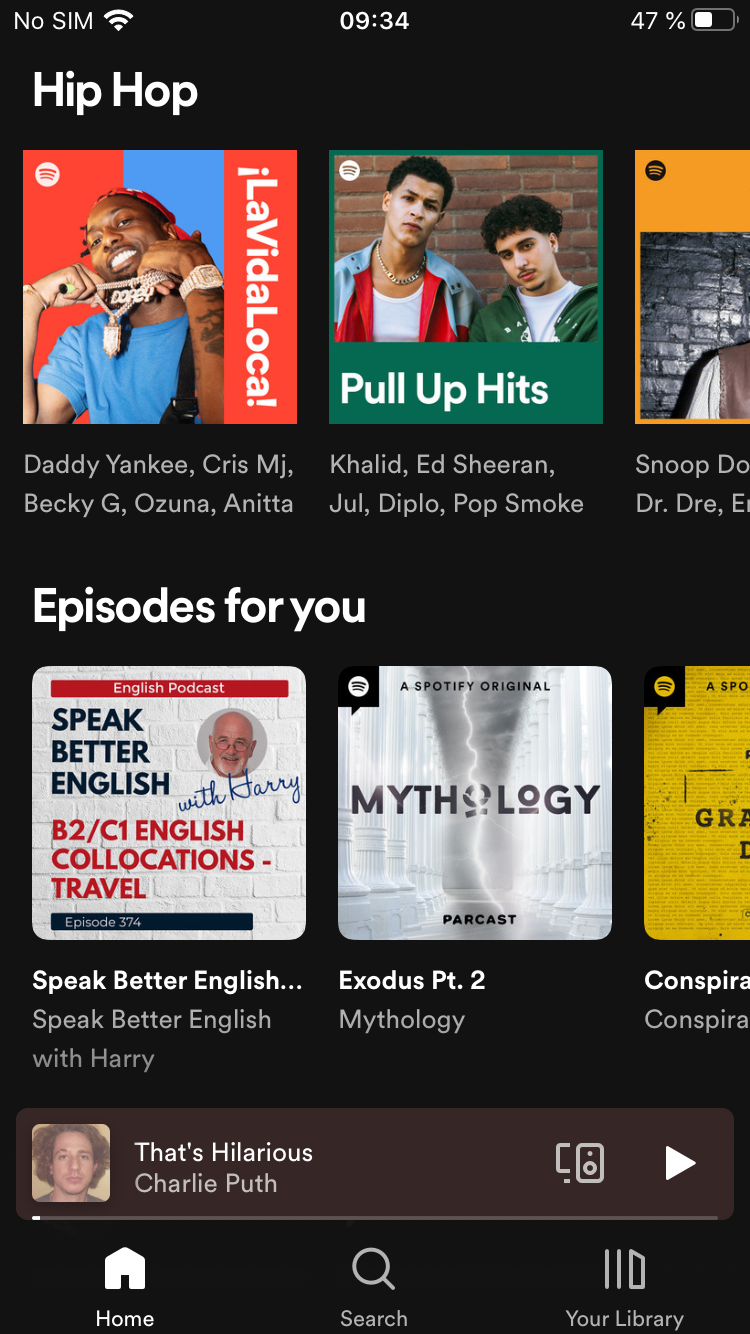 No SIM 09:34 47 %
Hip Hop
¡LaVidaLoca!
DOPEY
BA
Pull Up Hits
Daddy Yankee, Cris Mj,
Becky G, Ozuna, Anitta
Khalid, Ed Sheeran,
Jul, Diplo, Pop Smoke
Snoop Do
Dr. Dre, E
Episodes for you
English Podcast
SPEAK
BETTER
ENGLISH
with Harry
B2/C1 ENGLISH
COLLOCATIONS -
TRAVEL
Episode 374
A SPOTIFY ORIGINAL
MYTHOLOGY
PARCAST
A SPO
GRA
D
Speak Better English...
Speak Better English
with Harry
Exodus Pt. 2
Mythology
Conspira
Conspira
That's Hilarious
Charlie Puth
Home
Search
Your Library